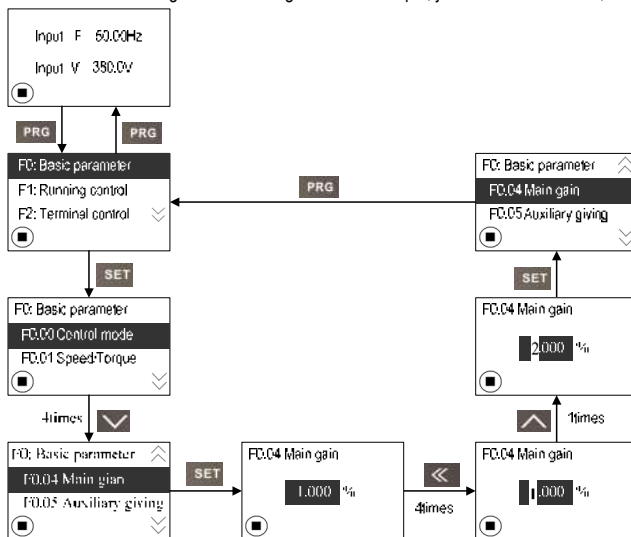 Input F 50.00Hz
Input V 380.0V
PRG
PRG
F0: Basic parameter
F1: Running control
F2: Terminal control
PRG
F0: Basic parameter
F0.04 Main gain
F0.05 Auxiliary giving
SET
SET
F0: Basic parameter
F0.00 Control mode
F0.01 Speed/Torque
F0.04 Main gain
2.000 %
4times
1times
F0: Basic parameter
F0.04 Main gian
F0.05 Auxiliary giving
SET
F0.04 Main gain
1.000 %
4times
F0.04 Main gain
1.000 %